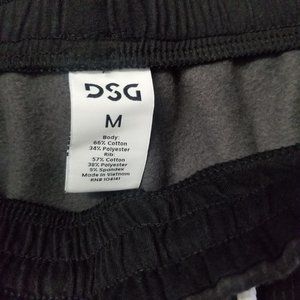 DSG
M
Body
66% Cotton
34% Polyester
Rib
57% Cotton
38% Polyester
5% Spandex
Made in Vietnam
RN# 104141